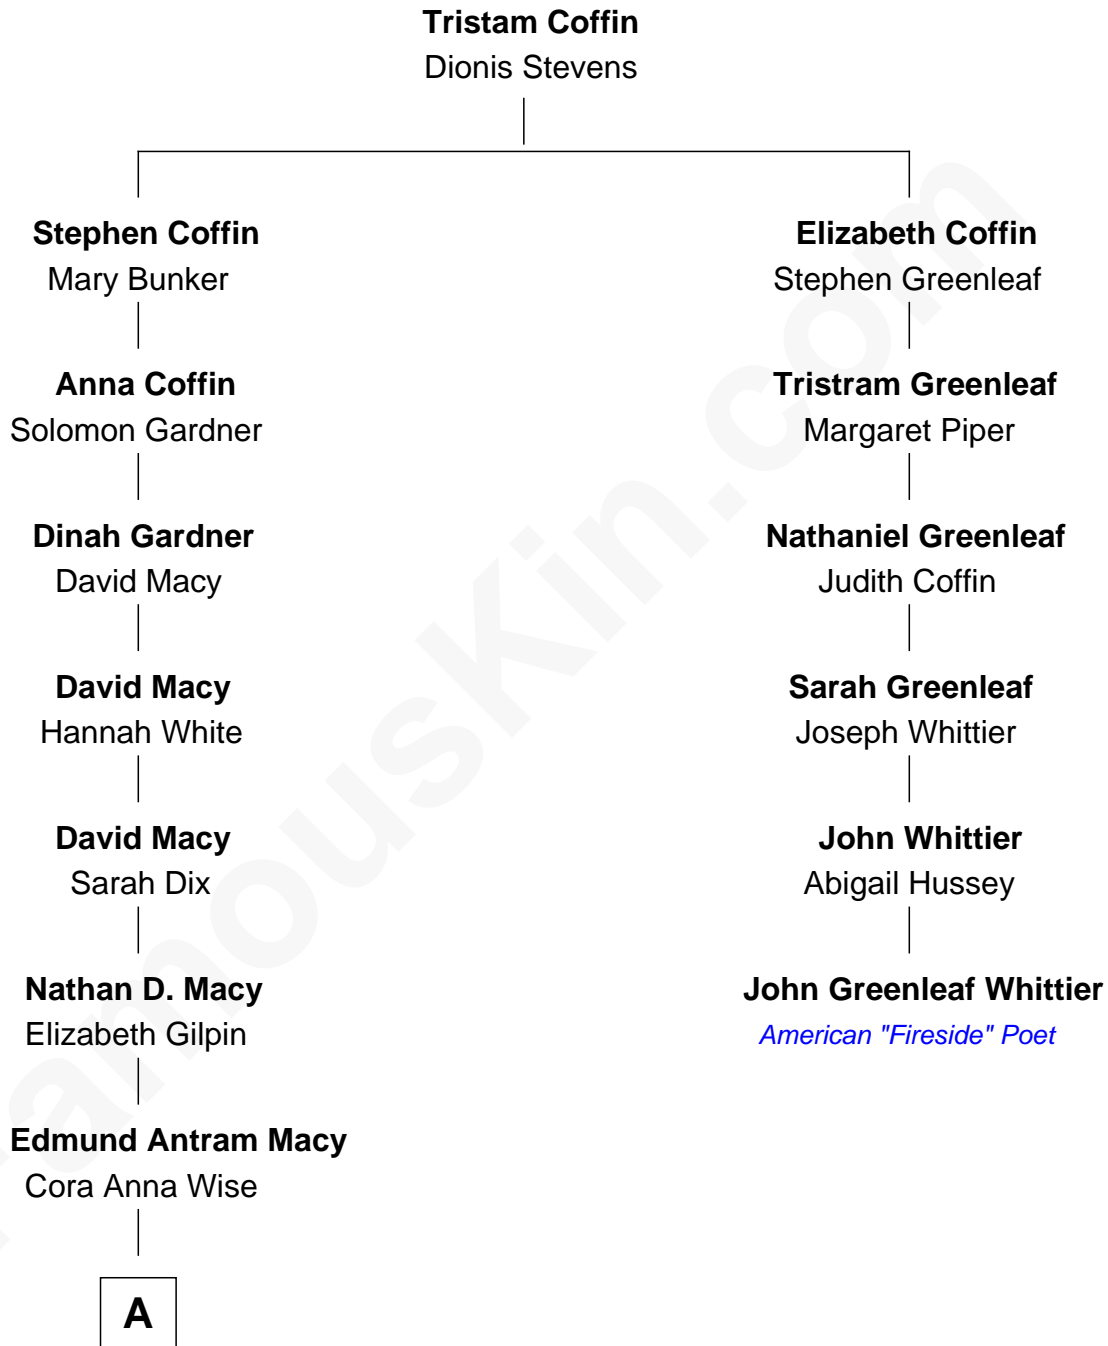 Tristam Coffin
Dionis Stevens
Stephen Coffin
Mary Bunker
Anna Coffin
Solomon Gardner
Dinah Gardner
David Macy
David Macy
Hannah White
David Macy
Sarah Dix
Nathan D. Macy
Elizabeth Gilpin
Edmund Antram Macy
Cora Anna Wise
A
Elizabeth Coffin
Stephen Greenleaf
Tristram Greenleaf
Margaret Piper
Nathaniel Greenleaf
Judith Coffin
Sarah Greenleaf
Joseph Whittier
John Whittier
Abigail Hussey
John Greenleaf Whittier
American "Fireside" Poet
FamousKin.com